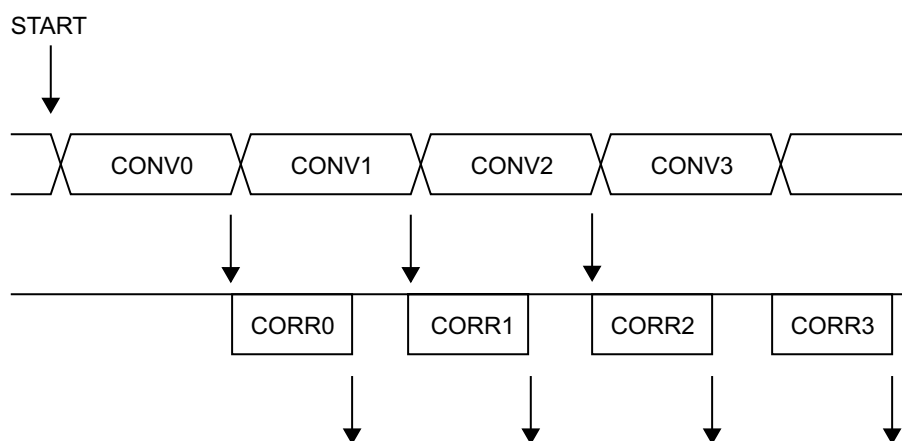 START
CONV0 CONV1 CONV2 CONV3
CORR0 CORR1 CORR2 CORR3